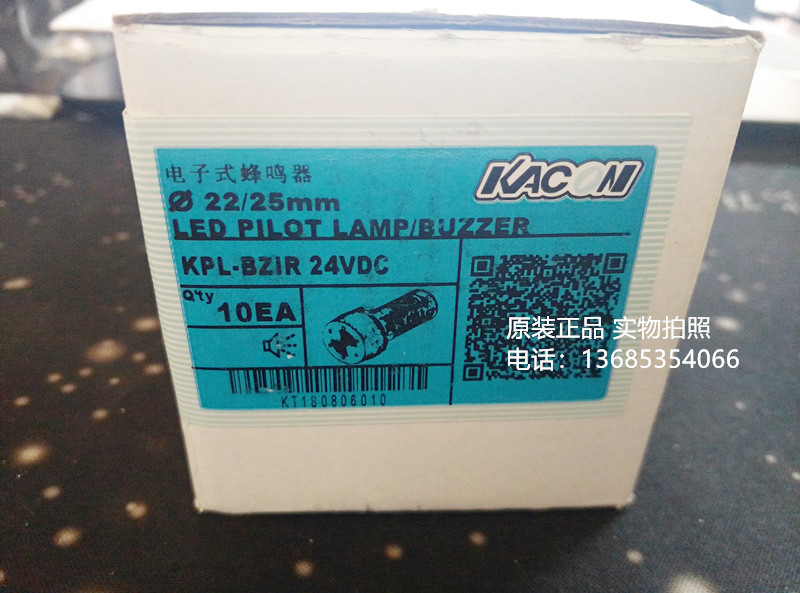 电子式蜂鸣器
KACON
Ø 22/25mm
LED PILOT LAMP/BUZZER
KPL-BZIR 24VDC
Q'ty
10EA
KT180806010
原装正品 实物拍照
电话：13685354066